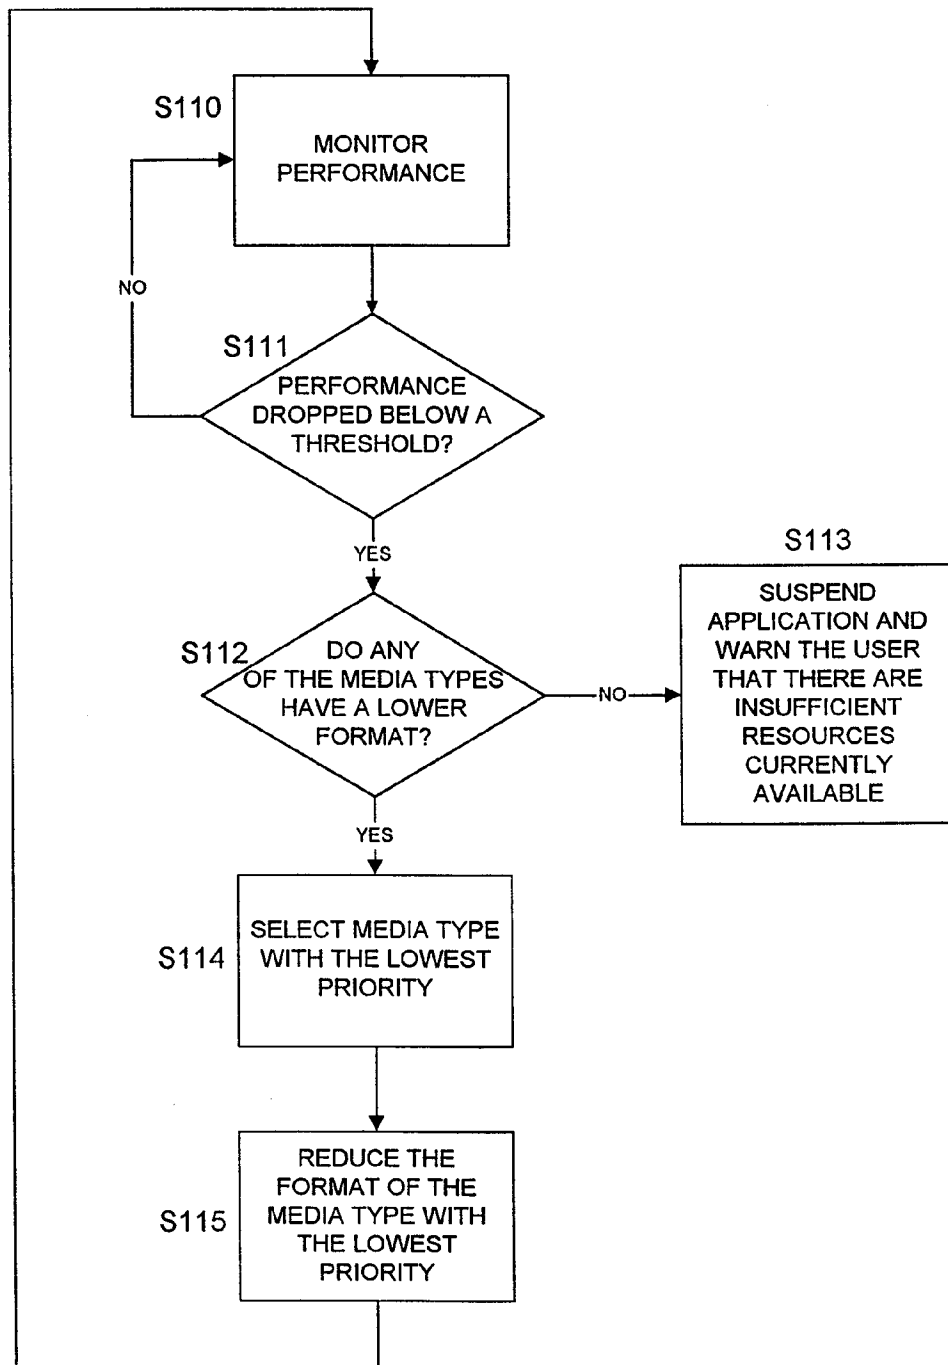 S110
MONITOR
PERFORMANCE
NO
S111
PERFORMANCE
DROPPED BELOW A
THRESHOLD?
YES
S112
DO ANY
OF THE MEDIA TYPES
HAVE A LOWER
FORMAT?
NO
S113
SUSPEND
APPLICATION AND
WARN THE USER
THAT THERE ARE
INSUFFICIENT
RESOURCES
CURRENTLY
AVAILABLE
YES
S114
SELECT MEDIA TYPE
WITH THE LOWEST
PRIORITY
S115
REDUCE THE
FORMAT OF THE
MEDIA TYPE WITH
THE LOWEST
PRIORITY